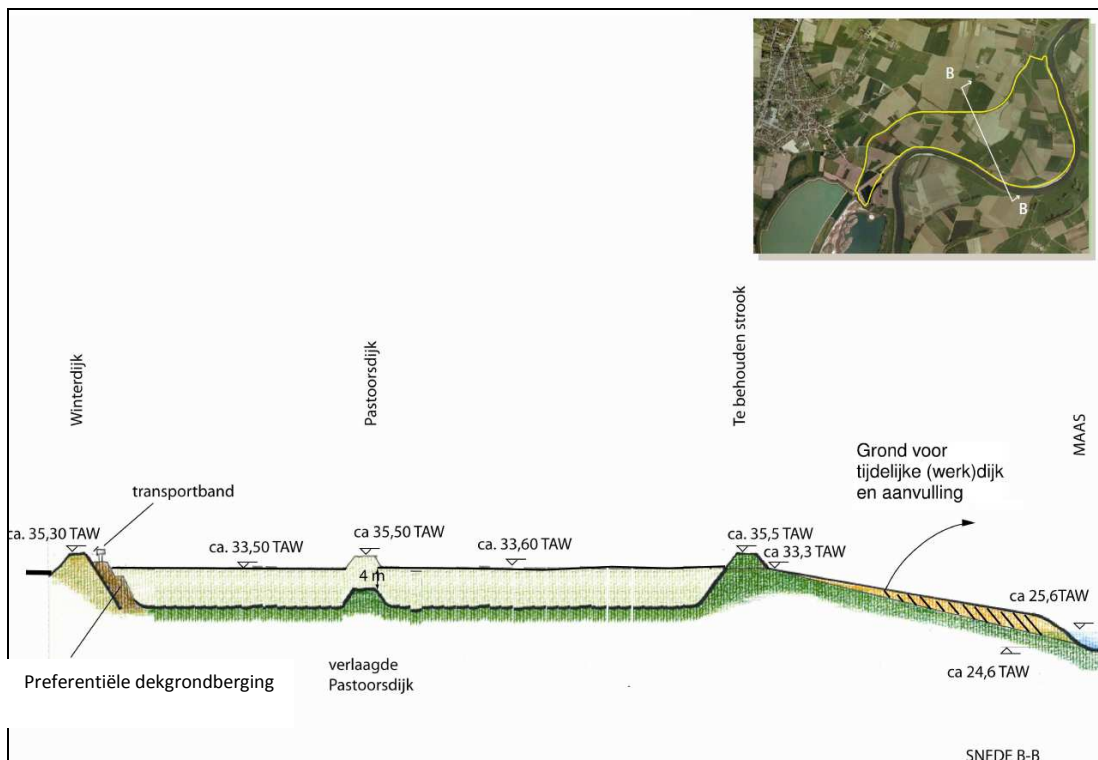 B
B
Winterdijk
Pastoorsdijk
Te behouden strook
MAAS
Grond voor
tijdelijke (werk)dijk
en aanvulling
transportband
ca. 35,30 TAW
ca. 33,50 TAW
ca. 35,50 TAW
ca. 33,60 TAW
ca. 35,5 TAW
ca 33,3 TAW
4 m
ca 25,6TAW
ca 24,6 TAW
Preferentiële dekgrondberging
verlaagde
Pastoorsdijk
SNEDE B-B